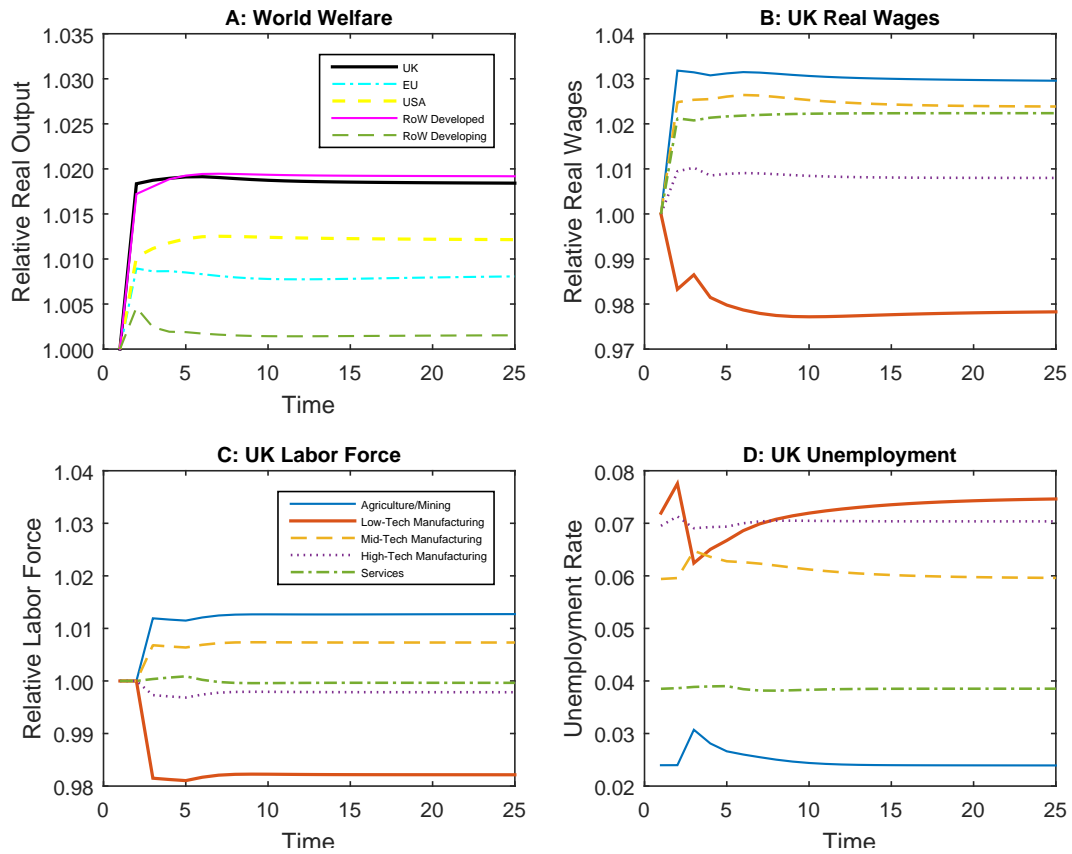 A: World Welfare
1.035
1.030
1.025
1.020
1.015
1.010
1.005
1.000
Relative Real Output
UK
EU
USA
RoW Developed
RoW Developing
0 5 10 15 20 25
Time
B: UK Real Wages
1.04
1.03
1.02
1.01
1.00
0.99
0.98
0.97
Relative Real Wages
0 5 10 15 20 25
Time
C: UK Labor Force
1.04
1.03
1.02
1.01
1.00
0.99
0.98
Relative Labor Force
Agriculture/Mining
Low-Tech Manufacturing
Mid-Tech Manufacturing
High-Tech Manufacturing
Services
0 5 10 15 20 25
Time
D: UK Unemployment
0.08
0.07
0.06
0.05
0.04
0.03
0.02
Unemployment Rate
0 5 10 15 20 25
Time